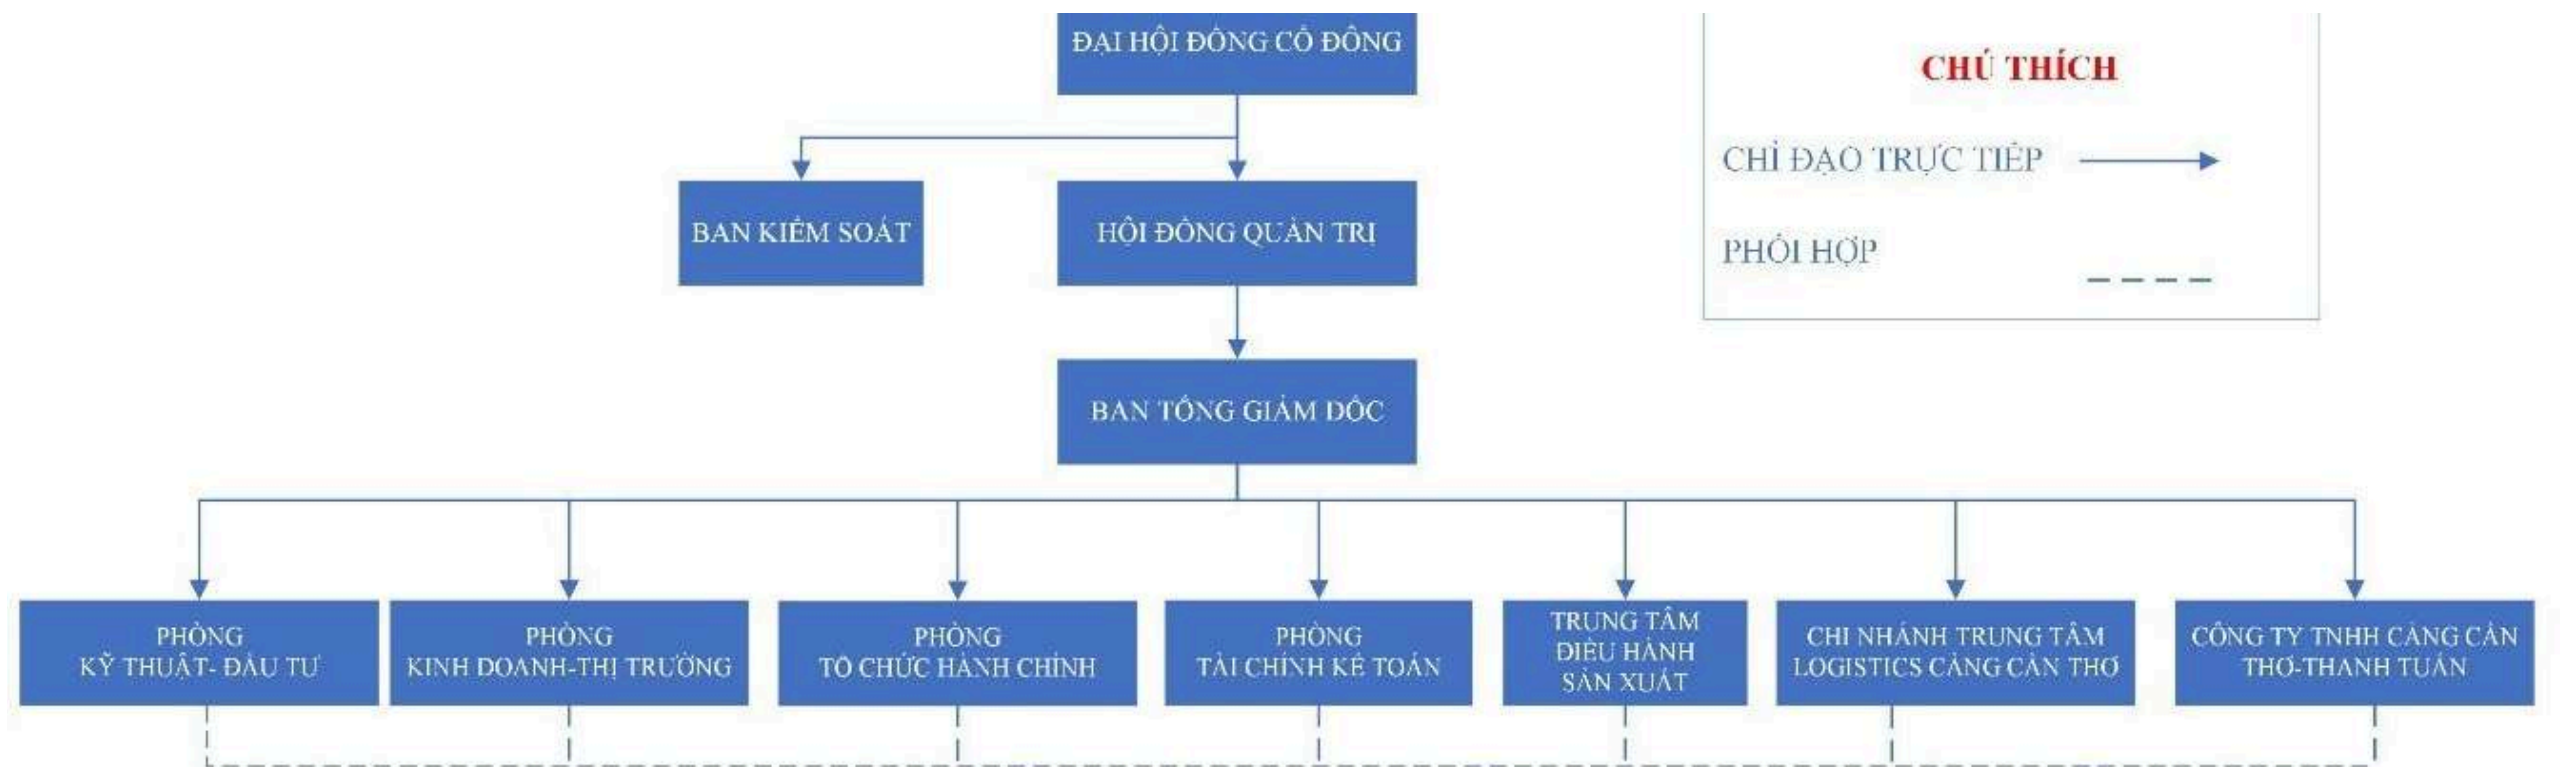 ĐẠI HỘI ĐỒNG CỔ ĐÔNG
CHÚ THÍCH
CHỈ ĐẠO TRỰC TIẾP
BAN KIỂM SOÁT
HỘI ĐỒNG QUẢN TRỊ
PHỐI HỢP
BAN TỔNG GIÁM ĐỐC
PHÒNG
KỸ THUẬT- ĐẦU TƯ
PHÒNG
KINH DOANH-THỊ TRƯỜNG
PHÒNG
TỔ CHỨC HÀNH CHÍNH
PHÒNG
TÀI CHÍNH KẾ TOÁN
TRUNG TÂM
ĐIỀU HÀNH
SẢN XUẤT
CHI NHÁNH TRUNG TÂM
LOGISTICS CẢNG CẦN THƠ
CÔNG TY TNHH CẢNG CẦN
THƠ-THANH TUẤN